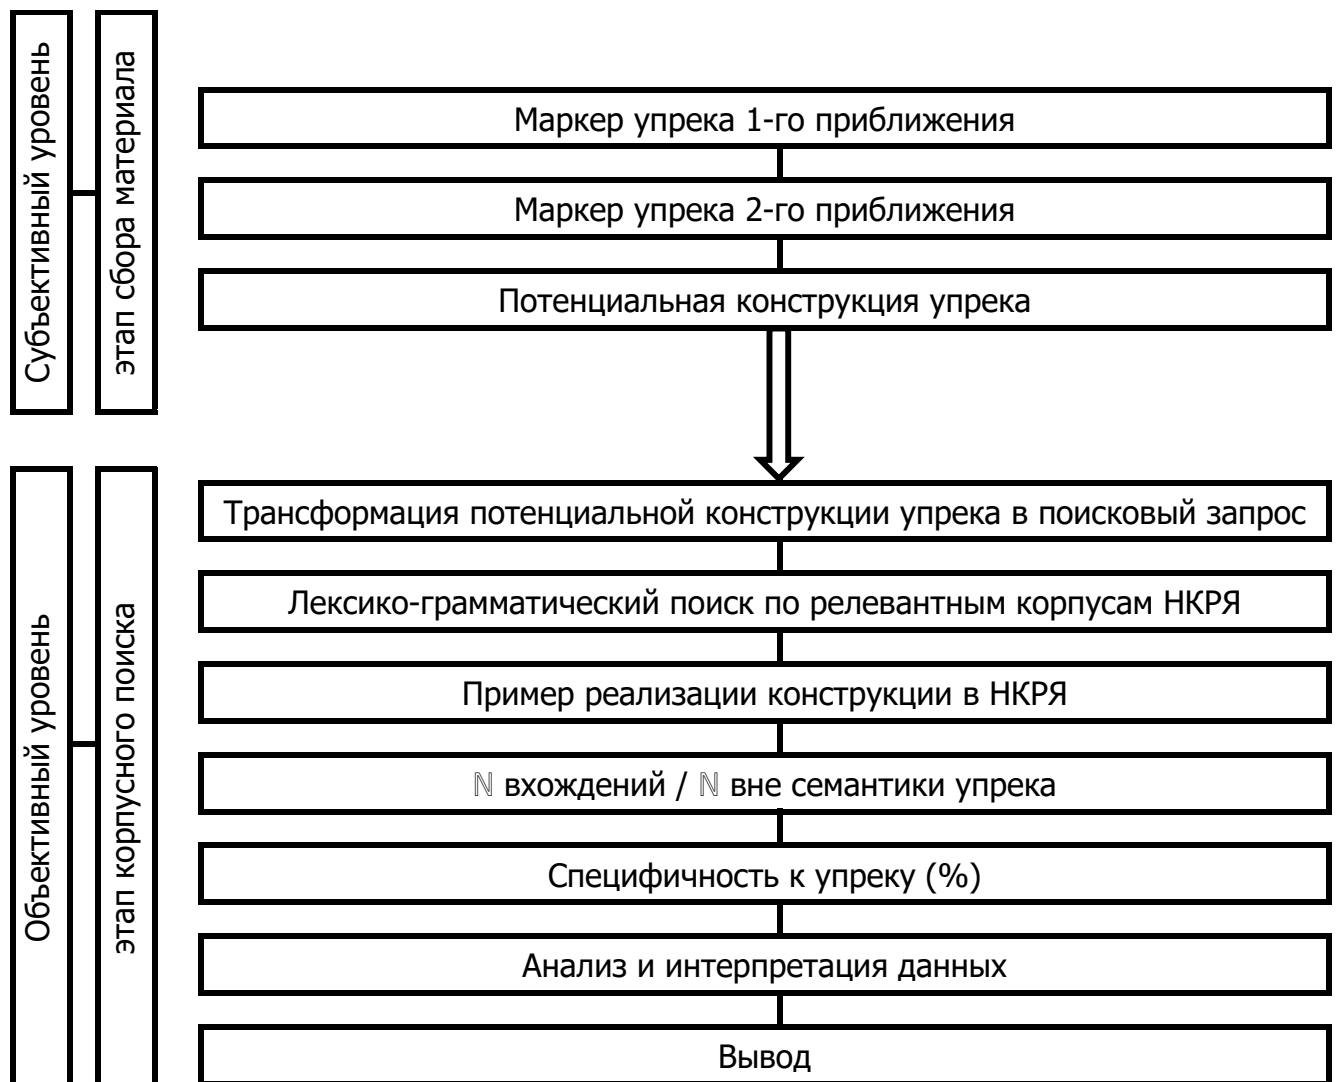 Субъективный уровень
этап сбора материала
Маркер упрека 1-го приближения
Маркер упрека 2-го приближения
Потенциальная конструкция упрека
Объективный уровень
этап корпусного поиска
Трансформация потенциальной конструкции упрека в поисковый запрос
Лексико-грамматический поиск по релевантным корпусам НКРЯ
Пример реализации конструкции в НКРЯ
ℕ вхождений / ℕ вне семантики упрека
Специфичность к упреку (%)
Анализ и интерпретация данных
Вывод